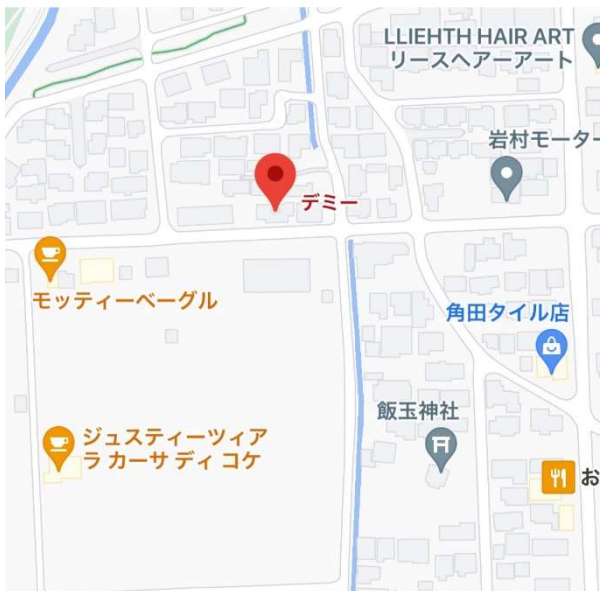 LLIEHTH HAIR ART
リースヘアーアート
岩村モーター
デミー
モッティーベーグル
角田タイル店
飯玉神社
ジュスティーツィア
ラ カーサ ディ コケ
お